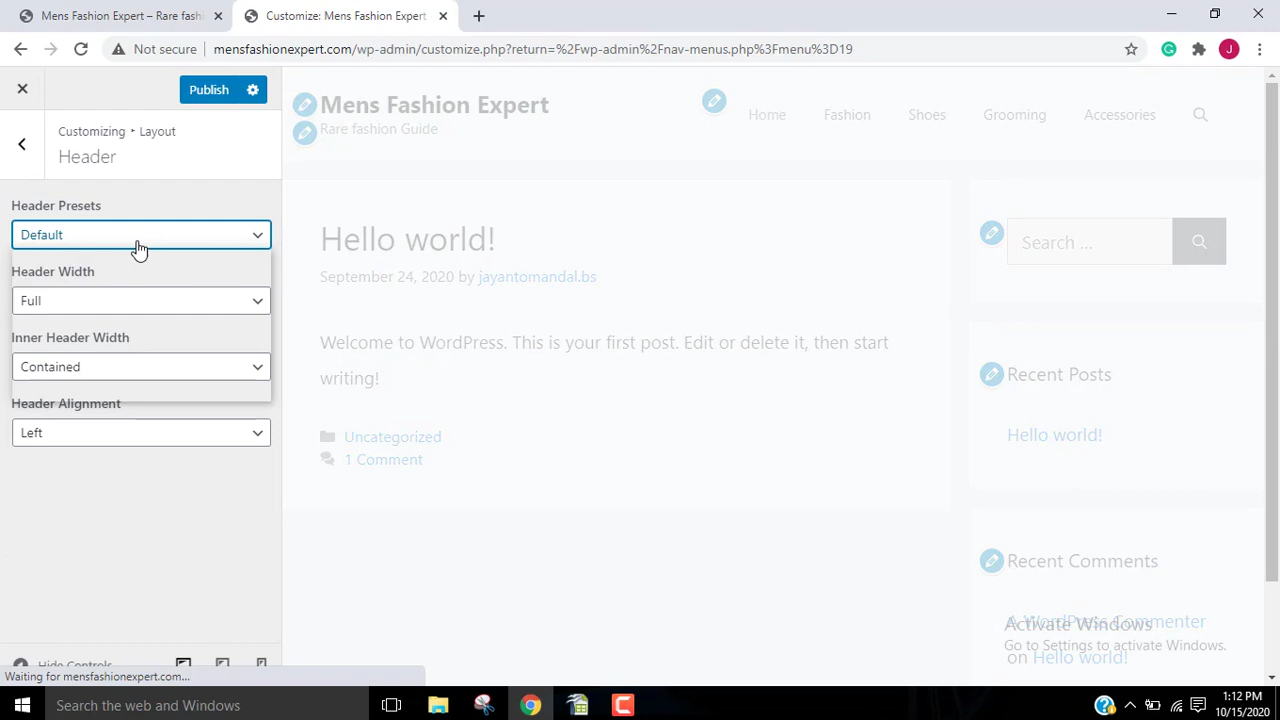 Mens Fashion Expert – Rare fashi
Customize: Mens Fashion Expert
Not secure
mensfashionexpert.com/wp-admin/customize.php?return=%2Fwp-admin%2Fnav-menus.php%3Fmenu%3D19
Publish
Customizing ▸ Layout
Header
Header Presets
Default
Header Width
Full
Inner Header Width
Contained
Header Alignment
Left
Hide Controls
Waiting for mensfashionexpert.com...
Mens Fashion Expert
Rare fashion Guide
Home Fashion Shoes Grooming Accessories
Hello world!
September 24, 2020 by jayantomandal.bs
Welcome to WordPress. This is your first post. Edit or delete it, then start
writing!
Uncategorized
1 Comment
Search ...
Recent Posts
Hello world!
Recent Comments
A WordPress Commenter
on Hello world!
Activate Windows
Go to Settings to activate Windows.
Search the web and Windows
1:12 PM
10/15/2020
J